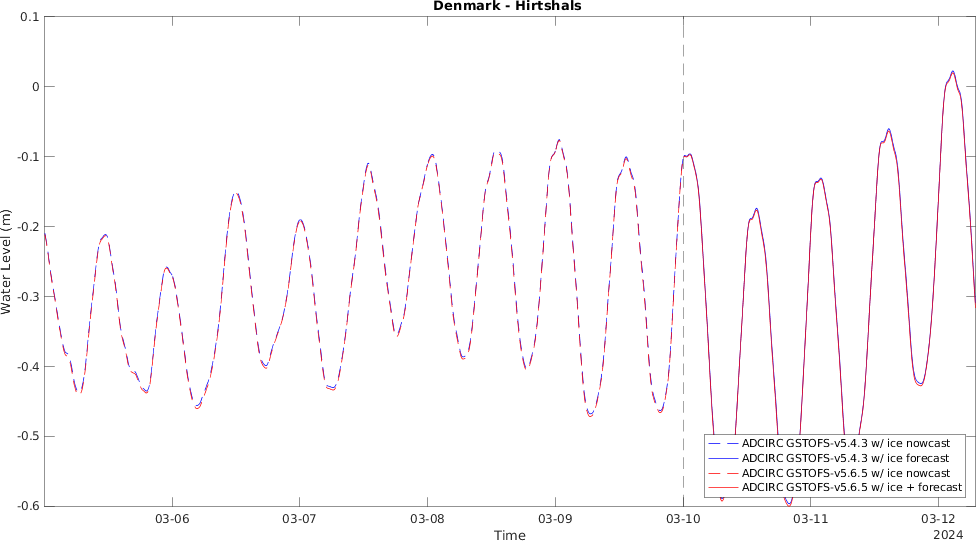 Denmark - Hirtshals
0.1
0
-0.1
-0.2
-0.3
-0.4
-0.5
-0.6
Water Level (m)
ADCIRC GSTOFS-v5.4.3 w/ ice nowcast
ADCIRC GSTOFS-v5.4.3 w/ ice forecast
ADCIRC GSTOFS-v5.6.5 w/ ice nowcast
ADCIRC GSTOFS-v5.6.5 w/ ice + forecast
03-06 03-07 03-08 03-09 03-10 03-11 03-12
2024
Time